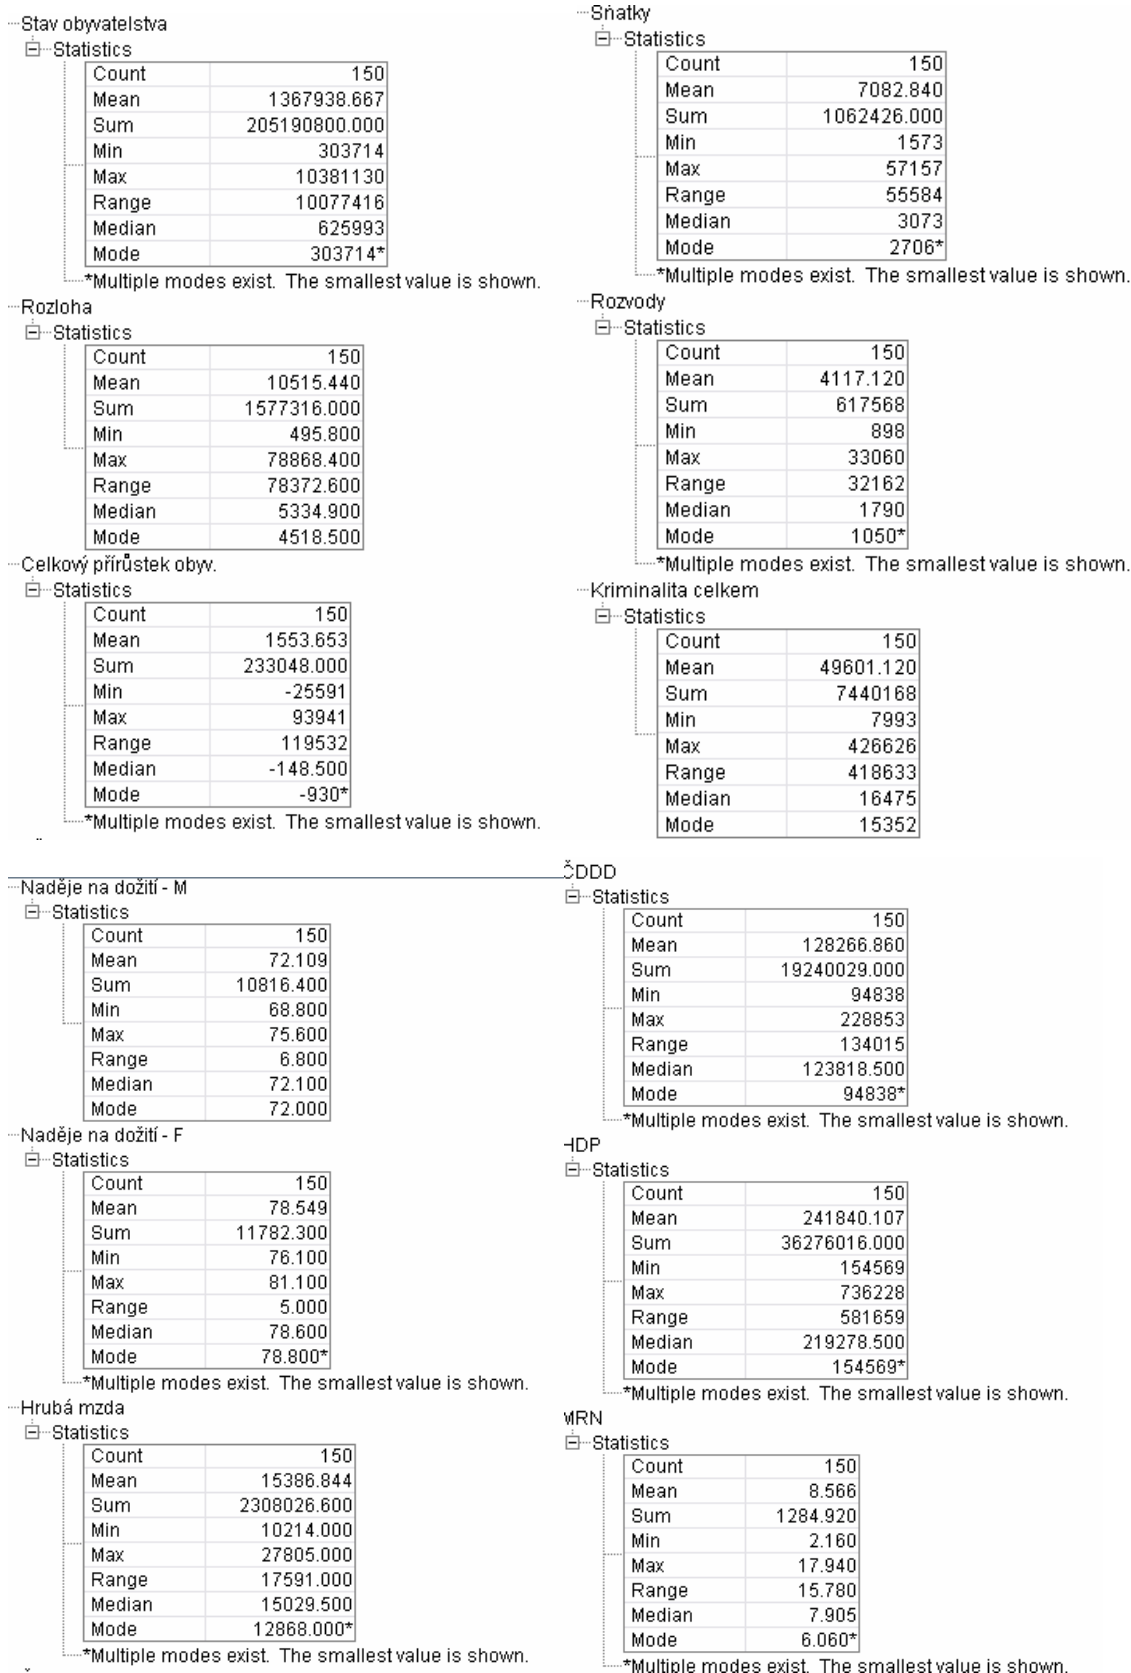 Stav obyvatelstva
Statistics
Count 150
Mean 1367938.667
Sum 205190800.000
Min 303714
Max 10381130
Range 10077416
Median 625993
Mode 303714*
*Multiple modes exist. The smallest value is shown.
Rozloha
Statistics
Count 150
Mean 10515.440
Sum 1577316.000
Min 495.800
Max 78868.400
Range 78372.600
Median 5334.900
Mode 4518.500
Celkový přírůstek obyv.
Statistics
Count 150
Mean 1553.653
Sum 233048.000
Min -25591
Max 93941
Range 119532
Median -148.500
Mode -930*
*Multiple modes exist. The smallest value is shown.
Sňatky
Statistics
Count 150
Mean 7082.840
Sum 1062426.000
Min 1573
Max 57157
Range 55584
Median 3073
Mode 2706*
*Multiple modes exist. The smallest value is shown.
Rozvody
Statistics
Count 150
Mean 4117.120
Sum 617568
Min 898
Max 33060
Range 32162
Median 1790
Mode 1050*
*Multiple modes exist. The smallest value is shown.
Kriminalita celkem
Statistics
Count 150
Mean 49601.120
Sum 7440168
Min 7993
Max 426626
Range 418633
Median 16475
Mode 15352
Naděje na dožití - M
Statistics
Count 150
Mean 72.109
Sum 10816.400
Min 68.800
Max 75.600
Range 6.800
Median 72.100
Mode 72.000
Naděje na dožití - F
Statistics
Count 150
Mean 78.549
Sum 11782.300
Min 76.100
Max 81.100
Range 5.000
Median 78.600
Mode 78.800*
*Multiple modes exist. The smallest value is shown.
Hrubá mzda
Statistics
Count 150
Mean 15386.844
Sum 2308026.600
Min 10214.000
Max 27805.000
Range 17591.000
Median 15029.500
Mode 12868.000*
*Multiple modes exist. The smallest value is shown.
ČDDD
Statistics
Count 150
Mean 128266.860
Sum 19240029.000
Min 94838
Max 228853
Range 134015
Median 123818.500
Mode 94838*
*Multiple modes exist. The smallest value is shown.
HDP
Statistics
Count 150
Mean 241840.107
Sum 36276016.000
Min 154569
Max 736228
Range 581659
Median 219278.500
Mode 154569*
*Multiple modes exist. The smallest value is shown.
MRN
Statistics
Count 150
Mean 8.566
Sum 1284.920
Min 2.160
Max 17.940
Range 15.780
Median 7.905
Mode 6.060*
*Multiple modes exist. The smallest value is shown.